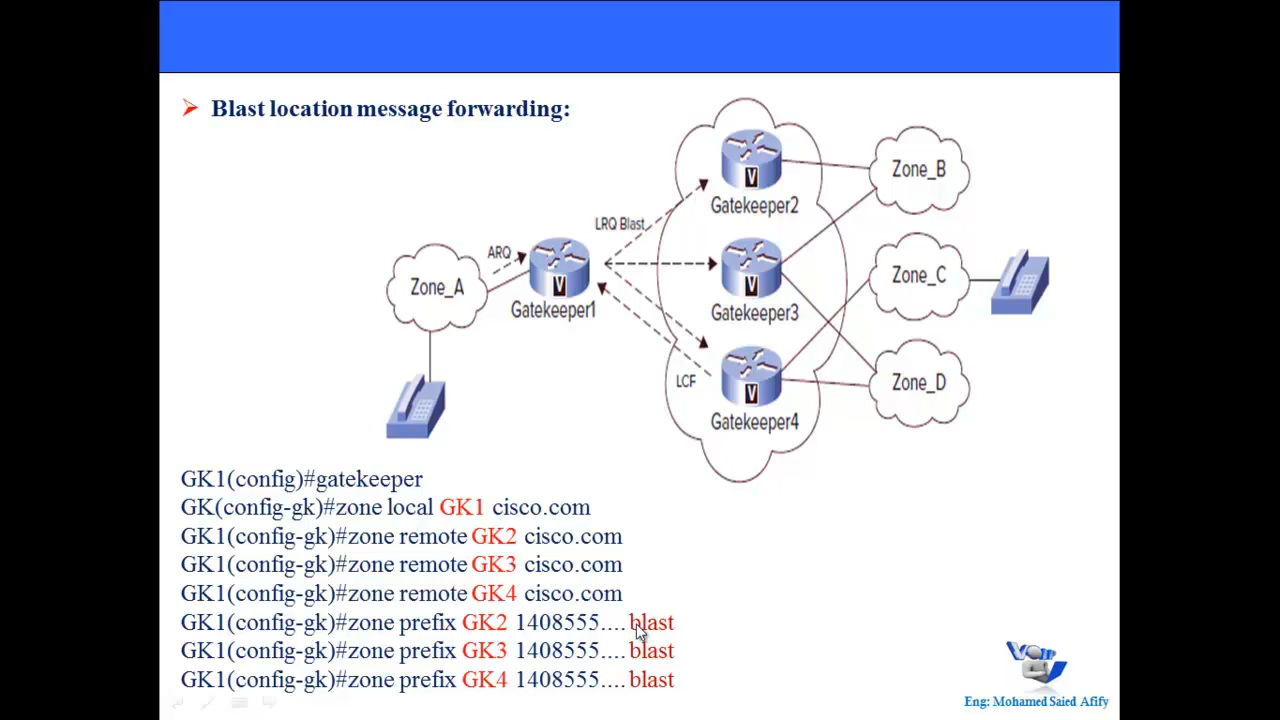 Blast location message forwarding:
Gatekeeper2
Zone_B
LRQ Blast
ARQ
Zone_A
Gatekeeper1
Gatekeeper3
Zone_C
LCF
Gatekeeper4
Zone_D
GK1(config)#gatekeeper
GK(config-gk)#zone local GK1 cisco.com
GK1(config-gk)#zone remote GK2 cisco.com
GK1(config-gk)#zone remote GK3 cisco.com
GK1(config-gk)#zone remote GK4 cisco.com
GK1(config-gk)#zone prefix GK2 1408555.... blast
GK1(config-gk)#zone prefix GK3 1408555.... blast
GK1(config-gk)#zone prefix GK4 1408555.... blast
V
V
V
V
Eng: Mohamed Saied Afify